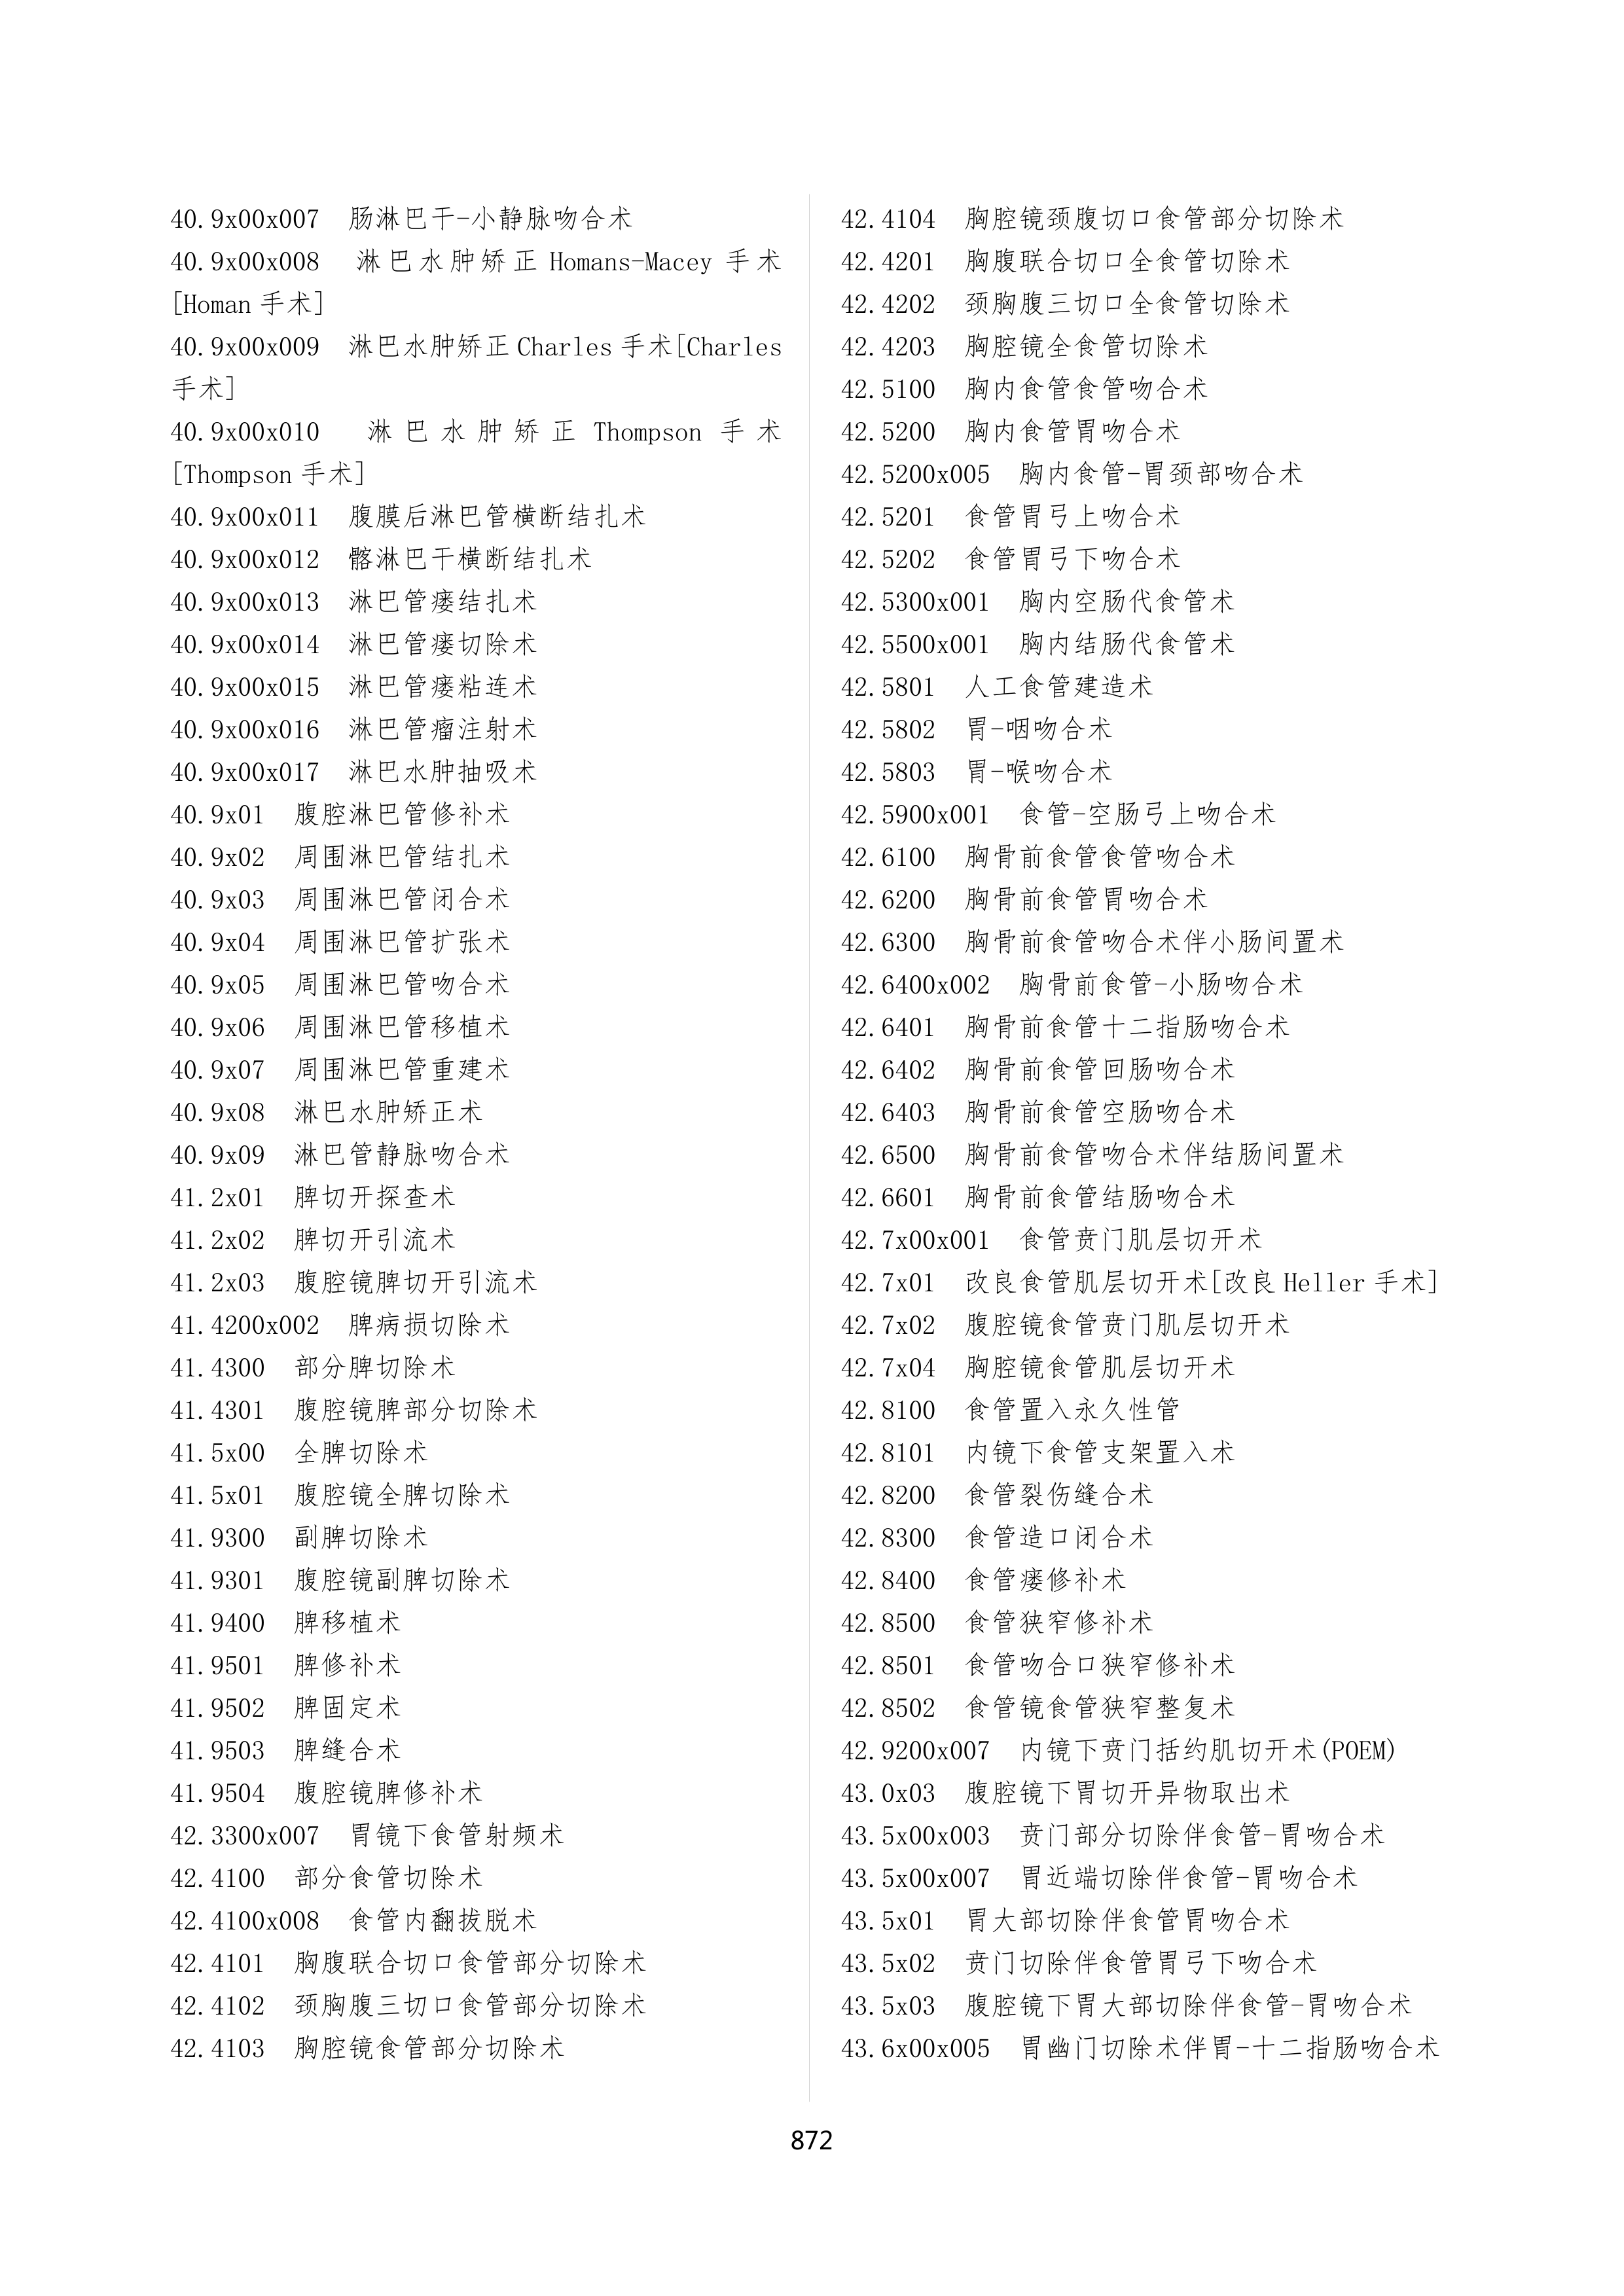 40.9x00x007 肠淋巴干-小静脉吻合术
40.9x00x008 淋巴水肿矫正 Homans-Macey 手术
[Homan 手术]
40.9x00x009 淋巴水肿矫正 Charles 手术[Charles
手术]
40.9x00x010 淋巴水肿矫正 Thompson 手术
[Thompson 手术]
40.9x00x011 腹膜后淋巴管横断结扎术
40.9x00x012 髂淋巴干横断结扎术
40.9x00x013 淋巴管瘘结扎术
40.9x00x014 淋巴管瘘切除术
40.9x00x015 淋巴管瘘粘连术
40.9x00x016 淋巴管瘤注射术
40.9x00x017 淋巴水肿抽吸术
40.9x01 腹腔淋巴管修补术
40.9x02 周围淋巴管结扎术
40.9x03 周围淋巴管闭合术
40.9x04 周围淋巴管扩张术
40.9x05 周围淋巴管吻合术
40.9x06 周围淋巴管移植术
40.9x07 周围淋巴管重建术
40.9x08 淋巴水肿矫正术
40.9x09 淋巴管静脉吻合术
41.2x01 脾切开探查术
41.2x02 脾切开引流术
41.2x03 腹腔镜脾切开引流术
41.4200x002 脾病损切除术
41.4300 部分脾切除术
41.4301 腹腔镜脾部分切除术
41.5x00 全脾切除术
41.5x01 腹腔镜全脾切除术
41.9300 副脾切除术
41.9301 腹腔镜副脾切除术
41.9400 脾移植术
41.9501 脾修补术
41.9502 脾固定术
41.9503 脾缝合术
41.9504 腹腔镜脾修补术
42.3300x007 胃镜下食管射频术
42.4100 部分食管切除术
42.4100x008 食管内翻拔脱术
42.4101 胸腹联合切口食管部分切除术
42.4102 颈胸腹三切口食管部分切除术
42.4103 胸腔镜食管部分切除术
42.4104 胸腔镜颈腹切口食管部分切除术
42.4201 胸腹联合切口全食管切除术
42.4202 颈胸腹三切口全食管切除术
42.4203 胸腔镜全食管切除术
42.5100 胸内食管食管吻合术
42.5200 胸内食管胃吻合术
42.5200x005 胸内食管-胃颈部吻合术
42.5201 食管胃弓上吻合术
42.5202 食管胃弓下吻合术
42.5300x001 胸内空肠代食管术
42.5500x001 胸内结肠代食管术
42.5801 人工食管建造术
42.5802 胃-咽吻合术
42.5803 胃-喉吻合术
42.5900x001 食管-空肠弓上吻合术
42.6100 胸骨前食管食管吻合术
42.6200 胸骨前食管胃吻合术
42.6300 胸骨前食管吻合术伴小肠间置术
42.6400x002 胸骨前食管-小肠吻合术
42.6401 胸骨前食管十二指肠吻合术
42.6402 胸骨前食管回肠吻合术
42.6403 胸骨前食管空肠吻合术
42.6500 胸骨前食管吻合术伴结肠间置术
42.6601 胸骨前食管结肠吻合术
42.7x00x001 食管贲门肌层切开术
42.7x01 改良食管肌层切开术[改良 Heller 手术]
42.7x02 腹腔镜食管贲门肌层切开术
42.7x04 胸腔镜食管肌层切开术
42.8100 食管置入永久性管
42.8101 内镜下食管支架置入术
42.8200 食管裂伤缝合术
42.8300 食管造口闭合术
42.8400 食管瘘修补术
42.8500 食管狭窄修补术
42.8501 食管吻合口狭窄修补术
42.8502 食管镜食管狭窄整复术
42.9200x007 内镜下贲门括约肌切开术(POEM)
43.0x03 腹腔镜下胃切开异物取出术
43.5x00x003 贲门部分切除伴食管-胃吻合术
43.5x00x007 胃近端切除伴食管-胃吻合术
43.5x01 胃大部切除伴食管胃吻合术
43.5x02 贲门切除伴食管胃弓下吻合术
43.5x03 腹腔镜下胃大部切除伴食管-胃吻合术
43.6x00x005 胃幽门切除术伴胃-十二指肠吻合术
872